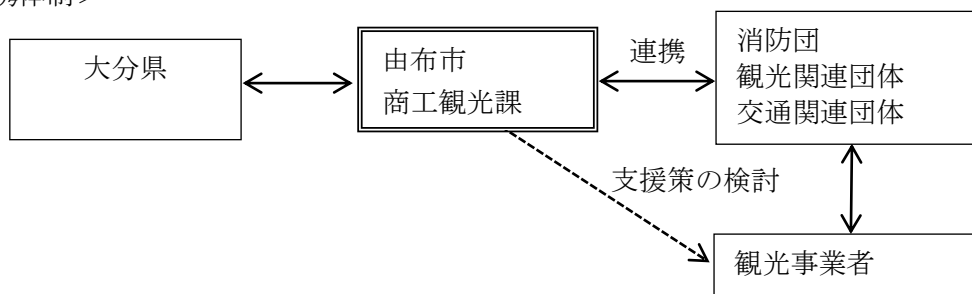 大分県
由布市
商工観光課
連携
消防団
観光関連団体
交通関連団体
支援策の検討
観光事業者